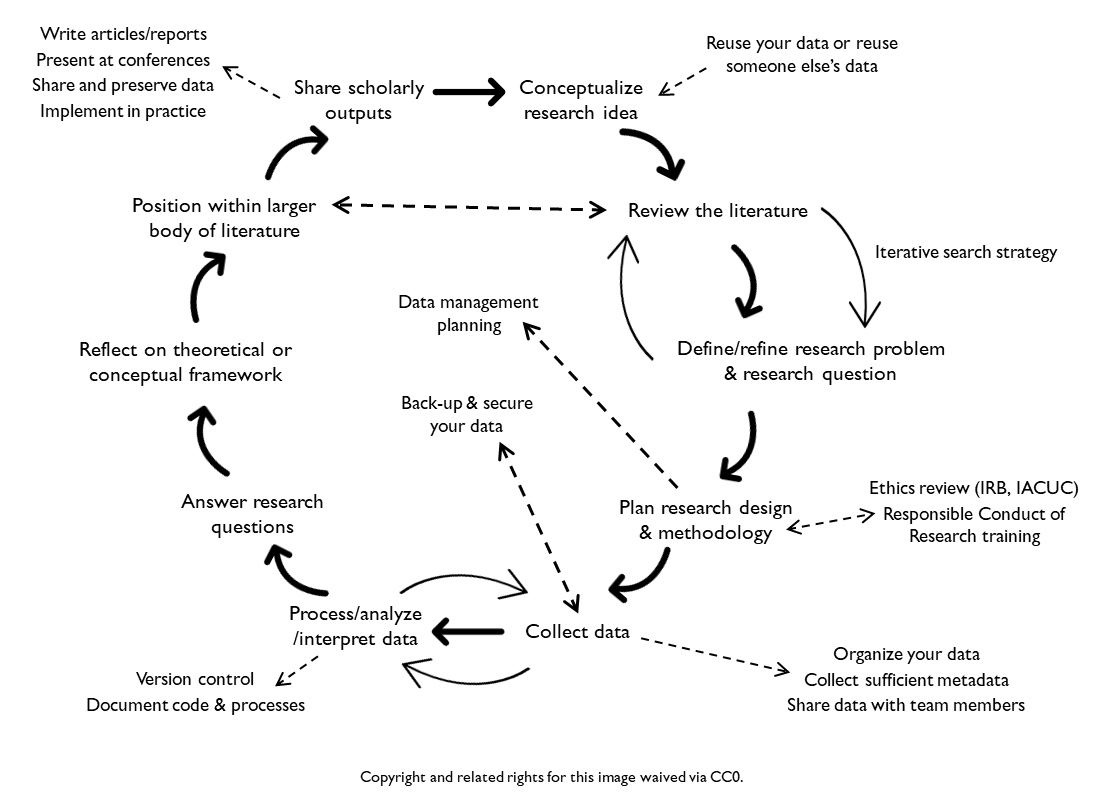 Write articles/reports
Present at conferences
Share and preserve data
Implement in practice
Share scholarly
outputs
Conceptualize
research idea
Reuse your data or reuse
someone else's data
Position within larger
body of literature
Review the literature
Iterative search strategy
Data management
planning
Reflect on theoretical or
conceptual framework
Define/refine research problem
& research question
Back-up & secure
your data
Answer research
questions
Plan research design
& methodology
Ethics review (IRB, IACUC)
Responsible Conduct of
Research training
Process/analyze
/interpret data
Collect data
Version control
Document code & processes
Organize your data
Collect sufficient metadata
Share data with team members
Copyright and related rights for this image waived via CC0.